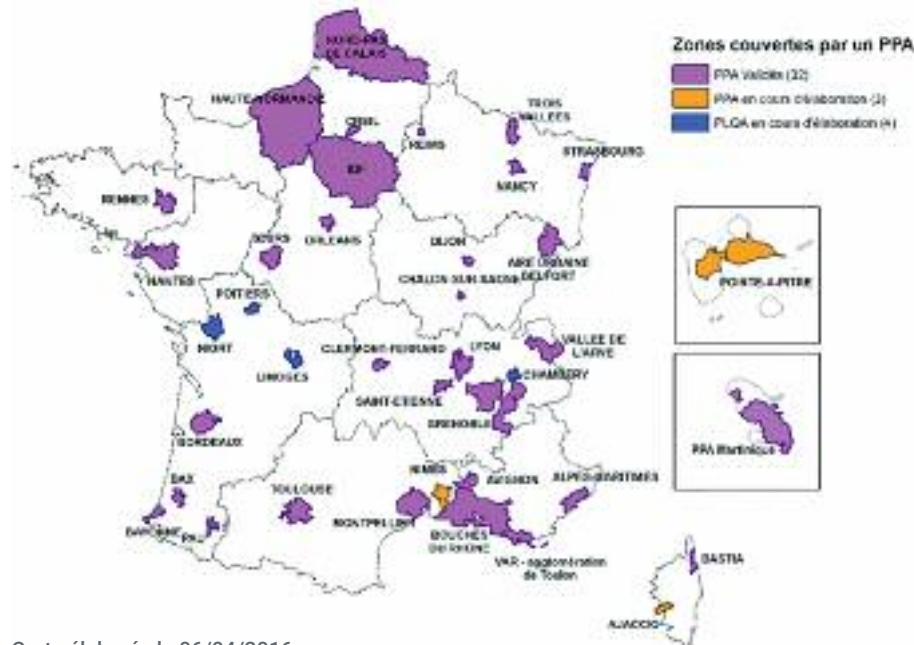 Zones couvertes par un PPA
PPA Validés (32)
PPA en cours d'élaboration (3)
PLQA en cours d'élaboration (4)
NORD-PAS
DE CALAIS
HAUTE-NORMANDIE
CREIL
REIMS
TROIS
VALLEES
STRASBOURG
IDF
NANCY
RENNES
TOURS
ORLEANS
DIJON
AIRE URBAINE
BELFORT
CHALON-SUR-SAONE
NANTES
POITIERS
NIORT
LIMOGES
CLERMONT-FERRAND
LYON
VALLEE DE
L'ARVE
CHAMBERY
SAINT-ETIENNE
GRENOBLE
BORDEAUX
DAX
TOULOUSE
NIMES
AVIGNON
ALPES-MARITIMES
BAYONNE
PAU
MONTPELLIER
BOUCHES
DU RHONE
VAR - agglomération
de Toulon
BASTIA
AJACCIO
POINTE-A-PITRE
PPA Martinique